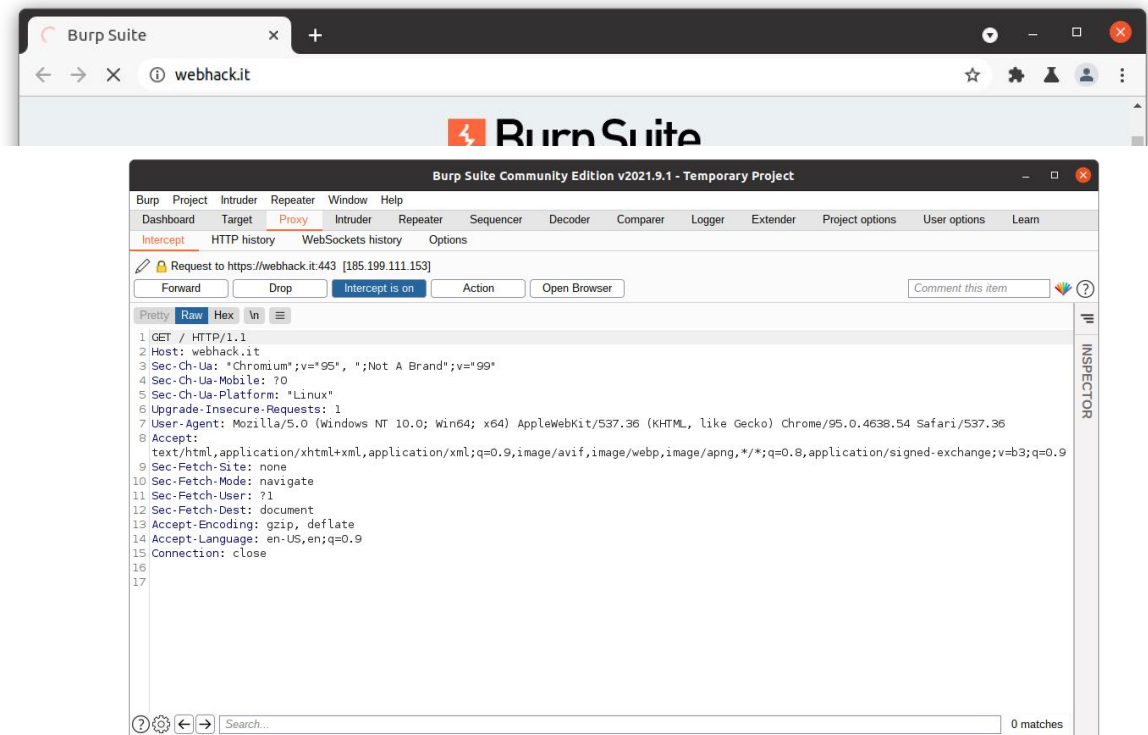 Burp Suite
webhack.it
Burp Suite
Burp Suite Community Edition v2021.9.1 - Temporary Project
Burp Project Intruder Repeater Window Help
Dashboard Target Proxy Intruder Repeater Sequencer Decoder Comparer Logger Extender Project options User options Learn
Intercept HTTP history WebSockets history Options
Request to https://webhack.it:443 [185.199.111.153]
Forward Drop Intercept is on Action Open Browser Comment this item
Pretty Raw Hex \n
INSPECTOR
1 GET / HTTP/1.1
2 Host: webhack.it
3 Sec-Ch-Ua: "Chromium";v="95", ";Not A Brand";v="99"
4 Sec-Ch-Ua-Mobile: ?0
5 Sec-Ch-Ua-Platform: "Linux"
6 Upgrade-Insecure-Requests: 1
7 User-Agent: Mozilla/5.0 (Windows NT 10.0; Win64; x64) AppleWebKit/537.36 (KHTML, like Gecko) Chrome/95.0.4638.54 Safari/537.36
8 Accept:
text/html,application/xhtml+xml,application/xml;q=0.9,image/avif,image/webp,image/apng,*/*;q=0.8,application/signed-exchange;v=b3;q=0.9
9 Sec-Fetch-Site: none
10 Sec-Fetch-Mode: navigate
11 Sec-Fetch-User: ?1
12 Sec-Fetch-Dest: document
13 Accept-Encoding: gzip, deflate
14 Accept-Language: en-US,en;q=0.9
15 Connection: close
16
17
Search... 0 matches